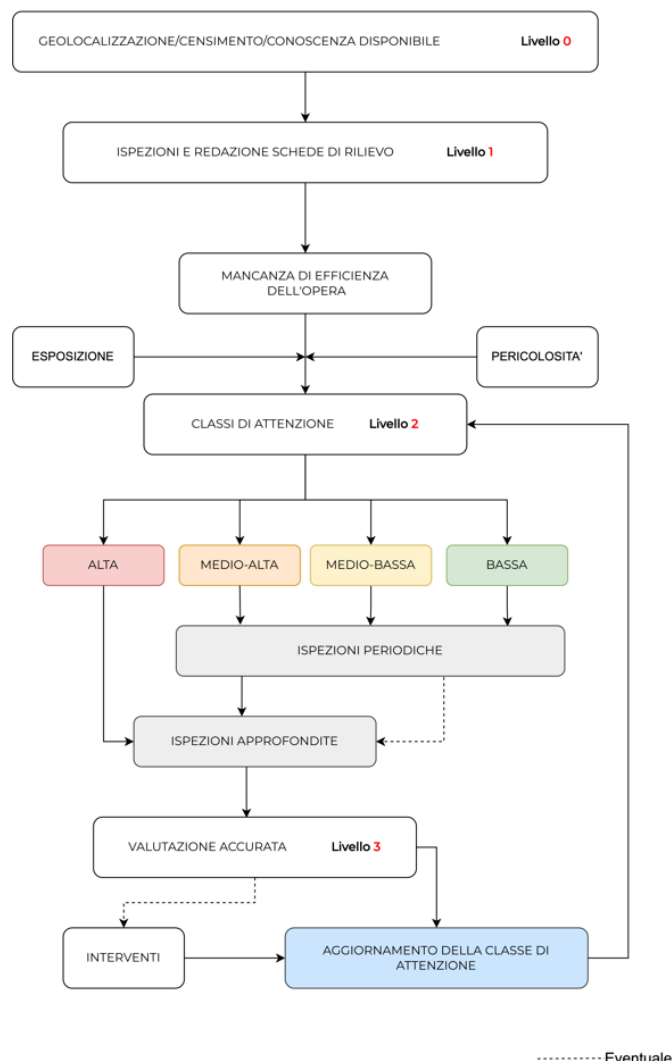 GEOLOCALIZZAZIONE/CENSIMENTO/CONOSCENZA DISPONIBILE Livello 0
ISPEZIONI E REDAZIONE SCHEDE DI RILIEVO Livello 1
MANCANZA DI EFFICIENZA
DELL'OPERA
ESPOSIZIONE
PERICOLOSITA'
CLASSI DI ATTENZIONE Livello 2
ALTA
MEDIO-ALTA
MEDIO-BASSA
BASSA
ISPEZIONI PERIODICHE
ISPEZIONI APPROFONDITE
VALUTAZIONE ACCURATA Livello 3
INTERVENTI
AGGIORNAMENTO DELLA CLASSE DI
ATTENZIONE
Eventuale